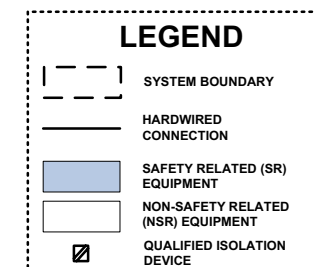 LEGEND
SYSTEM BOUNDARY
HARDWIRED
CONNECTION
SAFETY RELATED (SR)
EQUIPMENT
NON-SAFETY RELATED
(NSR) EQUIPMENT
QUALIFIED ISOLATION
DEVICE